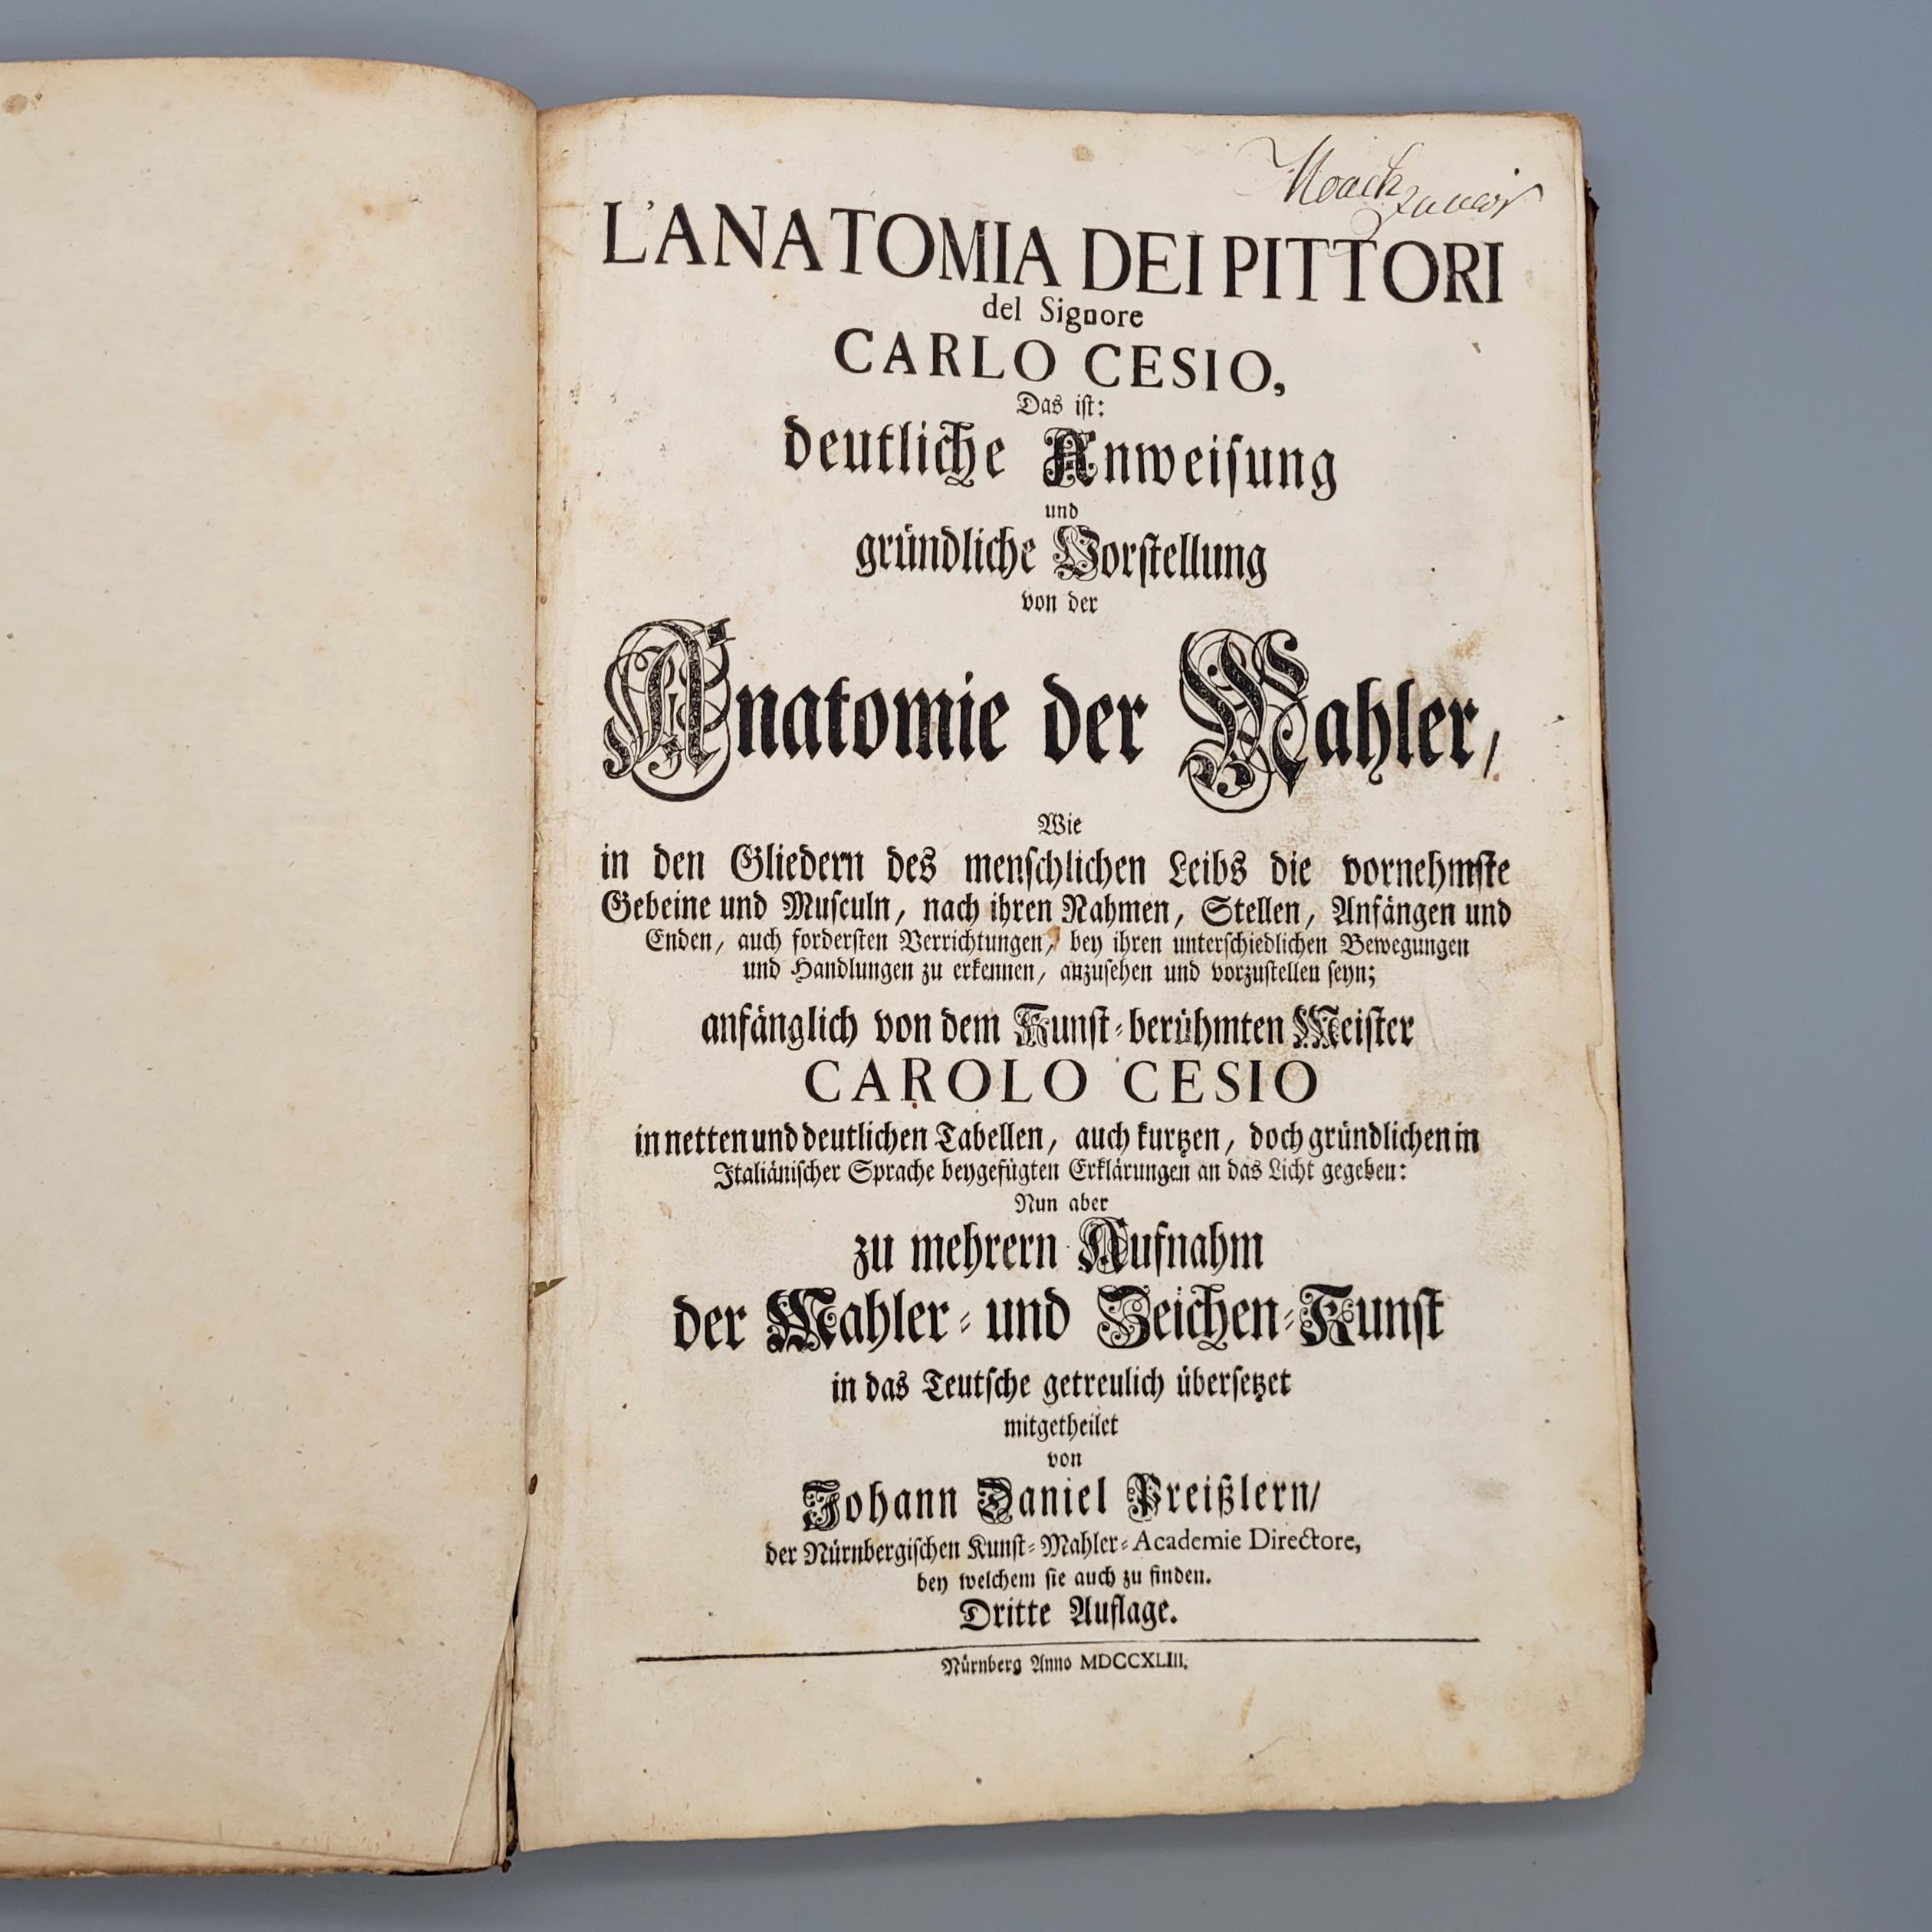 L'ANATOMIA DEI PITTORI
del Signore
CARLO CESIO,
Das ist:
deutliche Anweisung
und
gründliche Vorstellung
von der
Anatomie der Mahler/
Wie
in den Gliedern des menschlichen Leibs die vornehmste
Gebeine und Musculn, nach ihren Nahmen, Stellen, Anfängen und
Enden, auch fordersten Verrichtungen, bey ihren unterschiedlichen Bewegungen
und Handlungen zu erkennen, anzusehen und vorzustellen seyn;
anfänglich von dem Kunst-berühmten Meister
CAROLO CESIO
in netten und deutlichen Tabellen, auch kurtzen, doch gründlichen in
Italiänischer Sprache beygefügten Erklärungen an das Licht gegeben:
Nun aber
zu mehrern Aufnahm
der Mahler- und Zeichen-Kunst
in das Teutsche getreulich übersetzet
mitgetheilet
von
Johann Daniel Preißlern/
der Nürnbergischen Kunst-Mahler-Academie Directore,
bey welchem sie auch zu finden.
Dritte Auflage.
Nürnberg Anno MDCCXLIII.